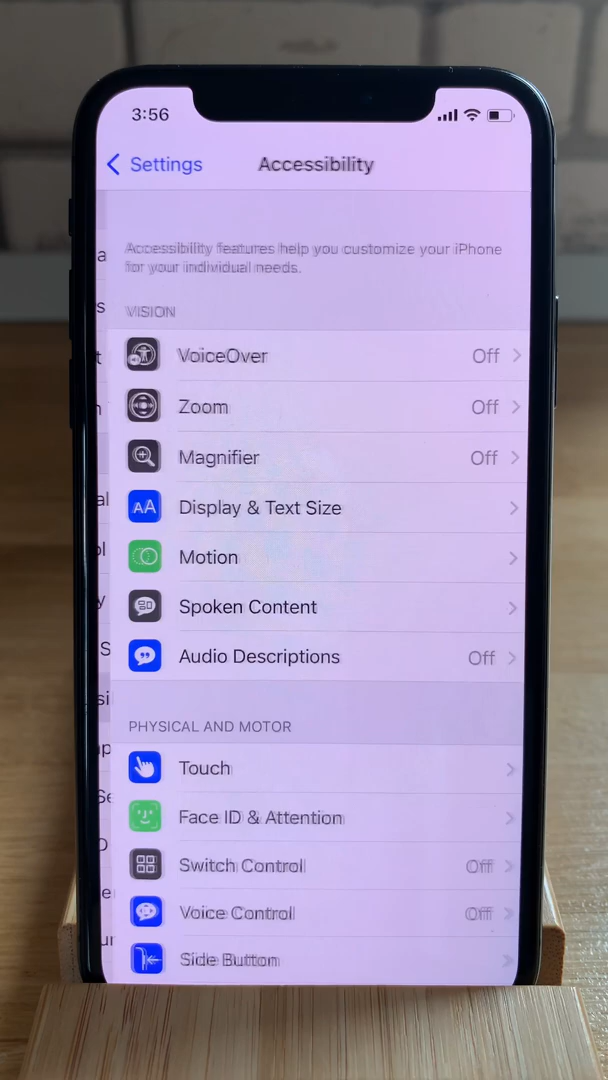 3:56
Settings
Accessibility
Accessibility features help you customize your iPhone
for your individual needs.
VISION
VoiceOver Off
Zoom Off
Magnifier Off
Display & Text Size
Motion
Spoken Content
Audio Descriptions Off
PHYSICAL AND MOTOR
Touch
Face ID & Attention
Switch Control Off
Voice Control Off
Side Button